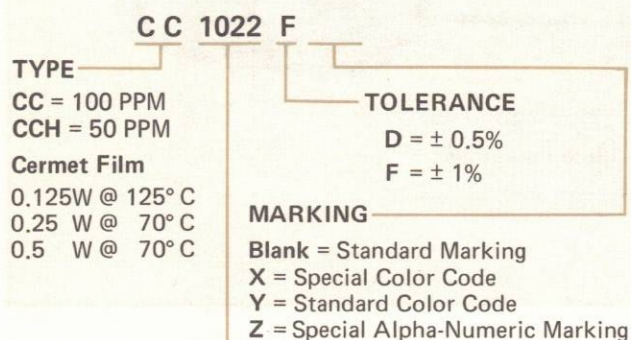 C C 1022 F
TYPE
CC = 100 PPM
CCH = 50 PPM
Cermet Film
0.125W @ 125° C
0.25 W @ 70° C
0.5 W @ 70° C
TOLERANCE
D = ± 0.5%
F = ± 1%
MARKING
Blank = Standard Marking
X = Special Color Code
Y = Standard Color Code
Z = Special Alpha-Numeric Marking